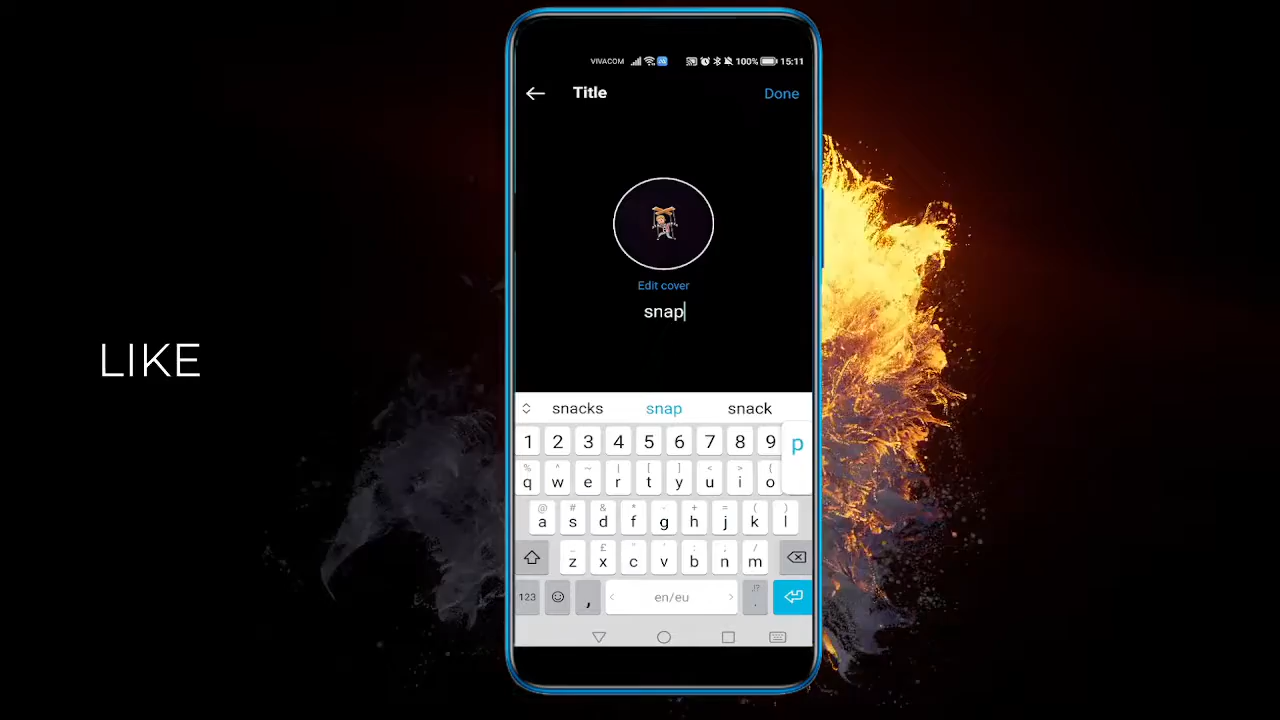 VIVACOM 100% 15:11
Title Done
Edit cover
snap
LIKE
snacks snap snack
1 2 3 4 5 6 7 8 9 p
% ^ ~ | [ ] < > (
q w e r t y u i o
@ # & * - + = ( )
a s d f g h j k l
_ £ " ' : ; /
z x c v b n m
123 , en/eu !? .